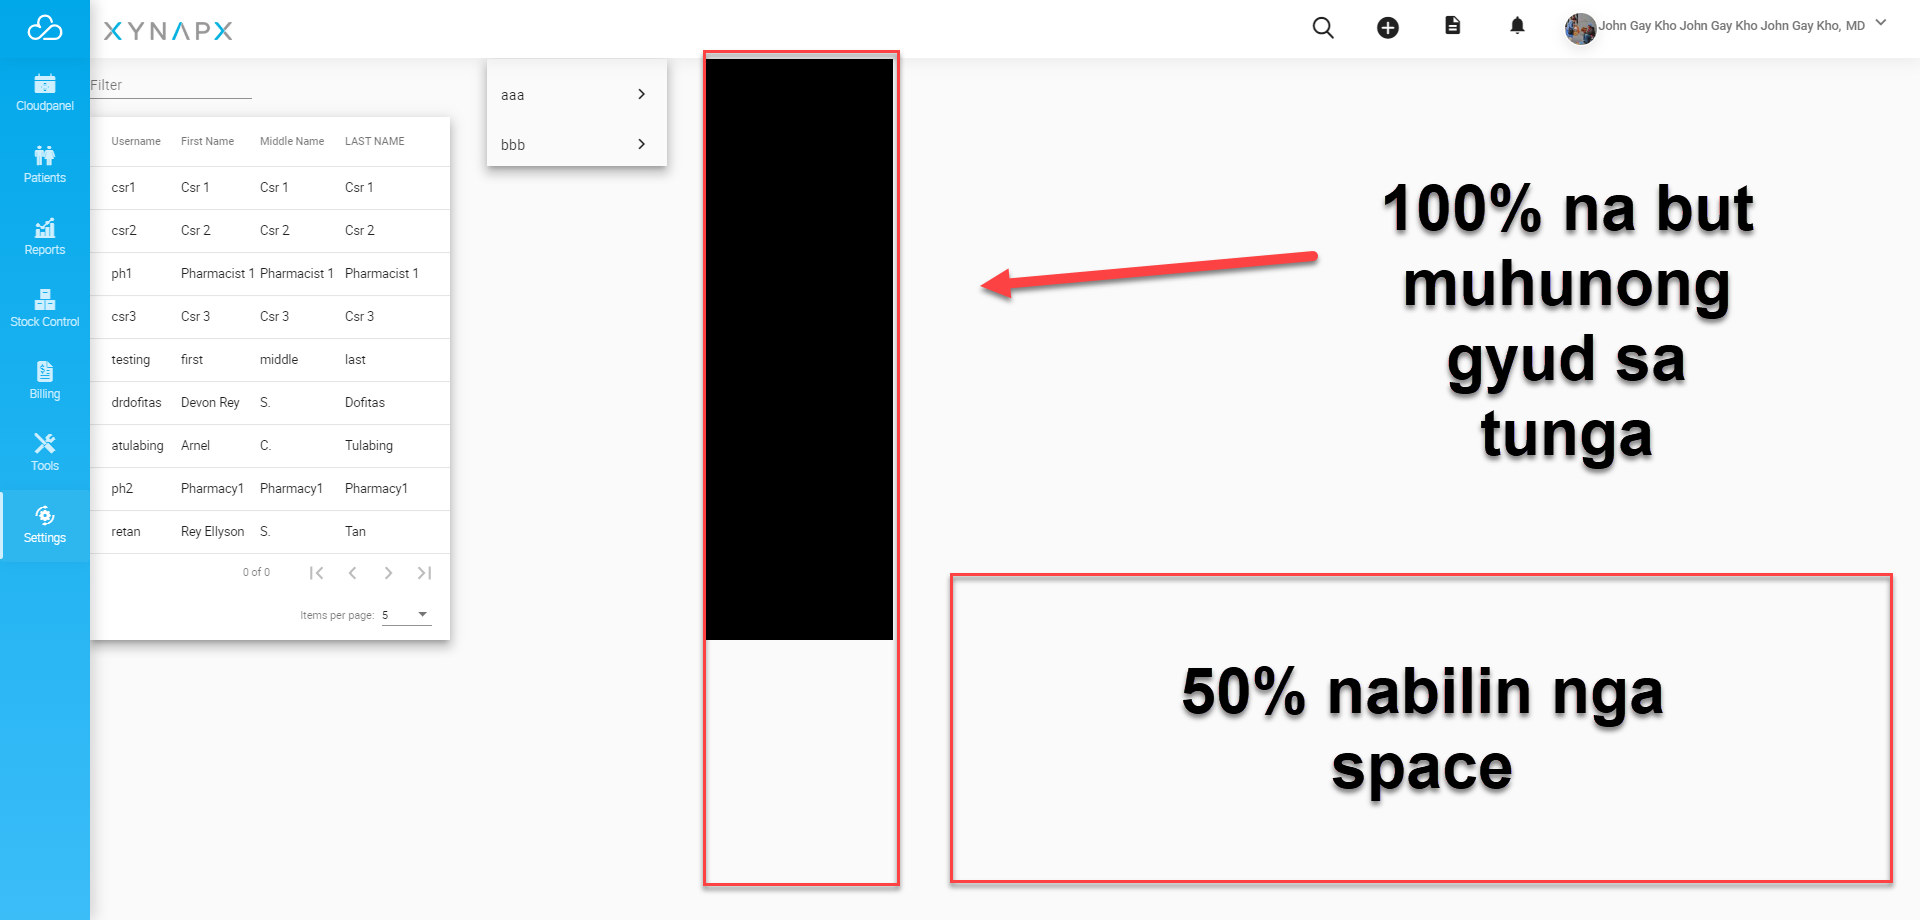 XYNAPX
John Gay Kho John Gay Kho John Gay Kho, MD
Cloudpanel
Patients
Reports
Stock Control
Billing
Tools
Settings
Filter
Username First Name Middle Name LAST NAME
csr1 Csr 1 Csr 1 Csr 1
csr2 Csr 2 Csr 2 Csr 2
ph1 Pharmacist 1 Pharmacist 1 Pharmacist 1
csr3 Csr 3 Csr 3 Csr 3
testing first middle last
drdofitas Devon Rey S. Dofitas
atulabing Arnel C. Tulabing
ph2 Pharmacy1 Pharmacy1 Pharmacy1
retan Rey Ellyson S. Tan
0 of 0
Items per page: 5
aaa
bbb
100% na but
muhunong
gyud sa
tunga
50% nabilin nga
space